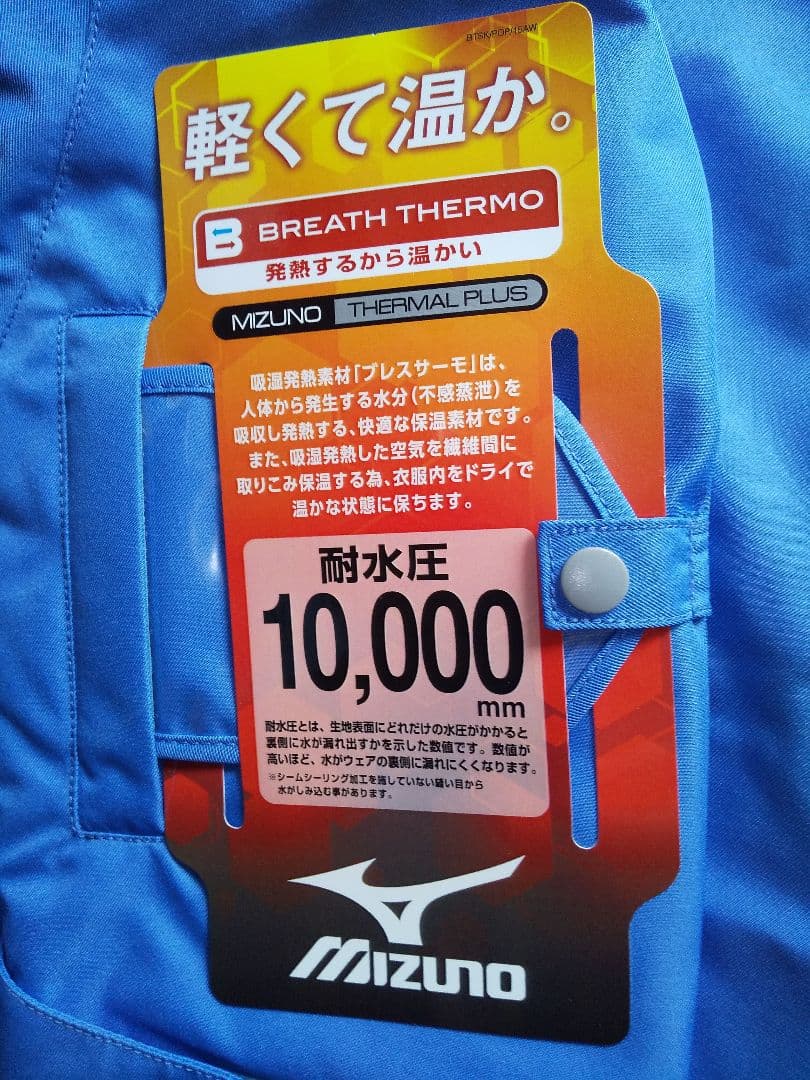 BTSK/POP/15AW
軽くて温か。
B BREATH THERMO
発熱するから温かい
MIZUNO THERMAL PLUS
吸湿発熱素材「ブレスサーモ」は、
人体から発生する水分(不感蒸泄)を
吸収し発熱する、快適な保温素材です。
また、吸湿発熱した空気を繊維間に
取りこみ保温する為、衣服内をドライで
温かな状態に保ちます。
耐水圧
10,000
mm
耐水圧とは、生地表面にどれだけの水圧がかかると
裏側に水が漏れ出すかを示した数値です。数値が
高いほど、水がウェアの裏側に漏れにくくなります。
※シームシーリング加工を施していない縫い目から
水がしみ込む事があります。
MIZUNO